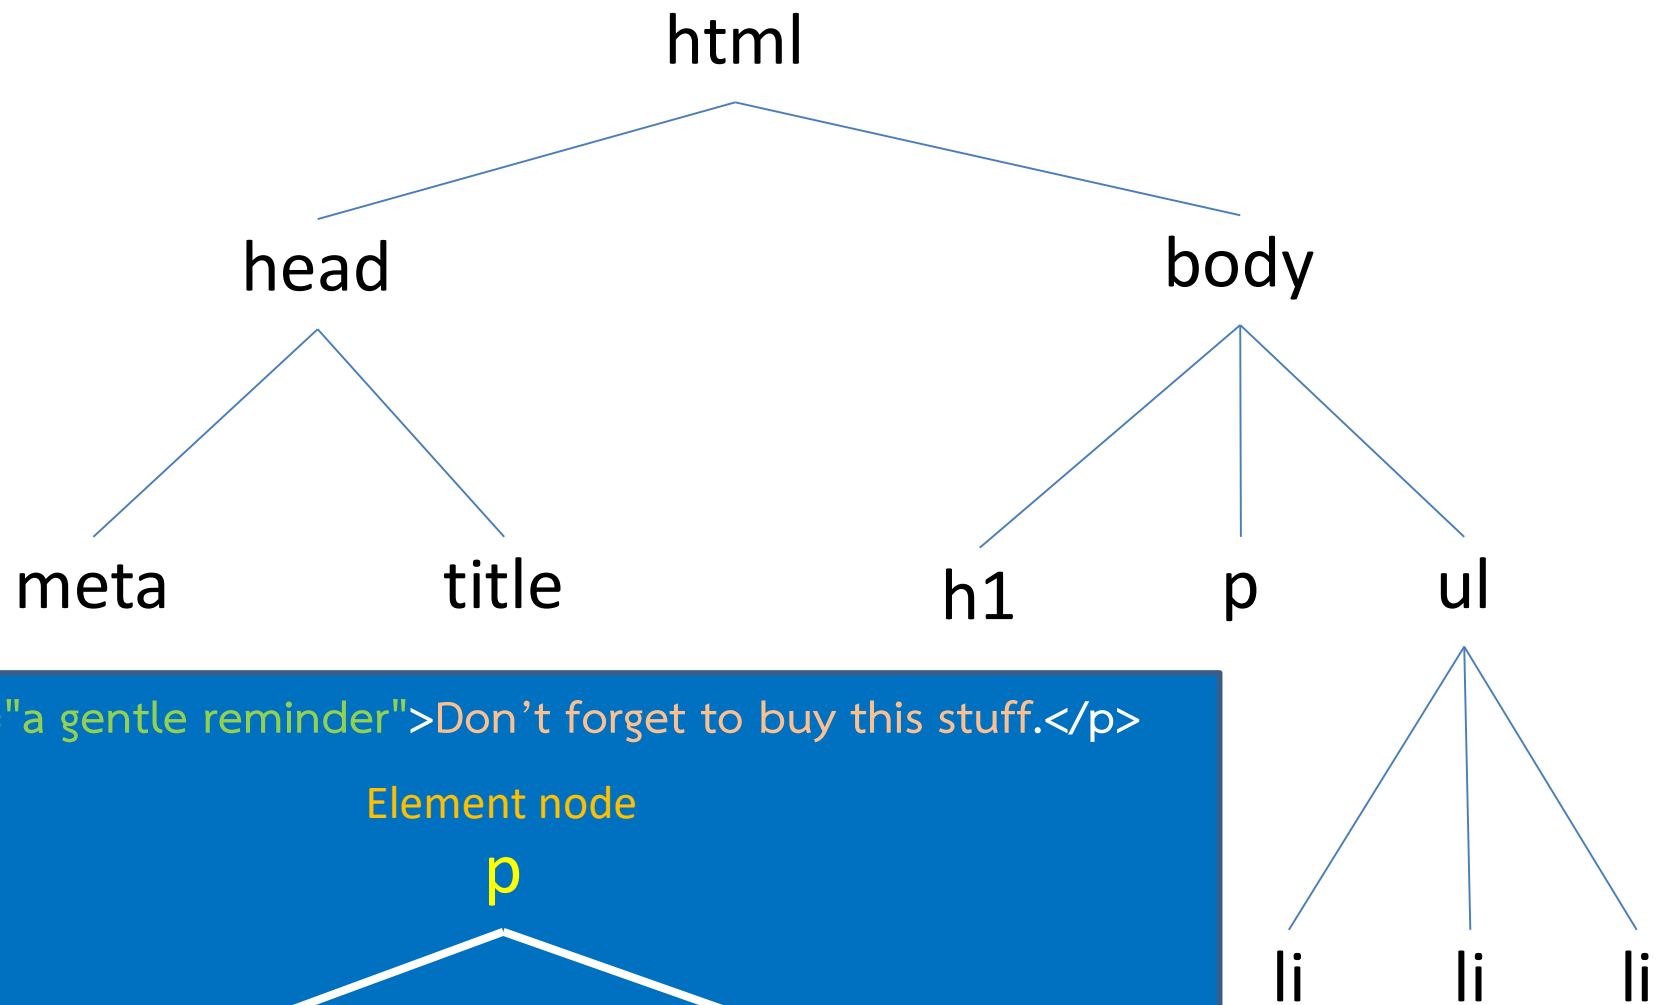 html
head body
meta title h1 p ul
"a gentle reminder">Don’t forget to buy this stuff.</p>
Element node
p
li li li